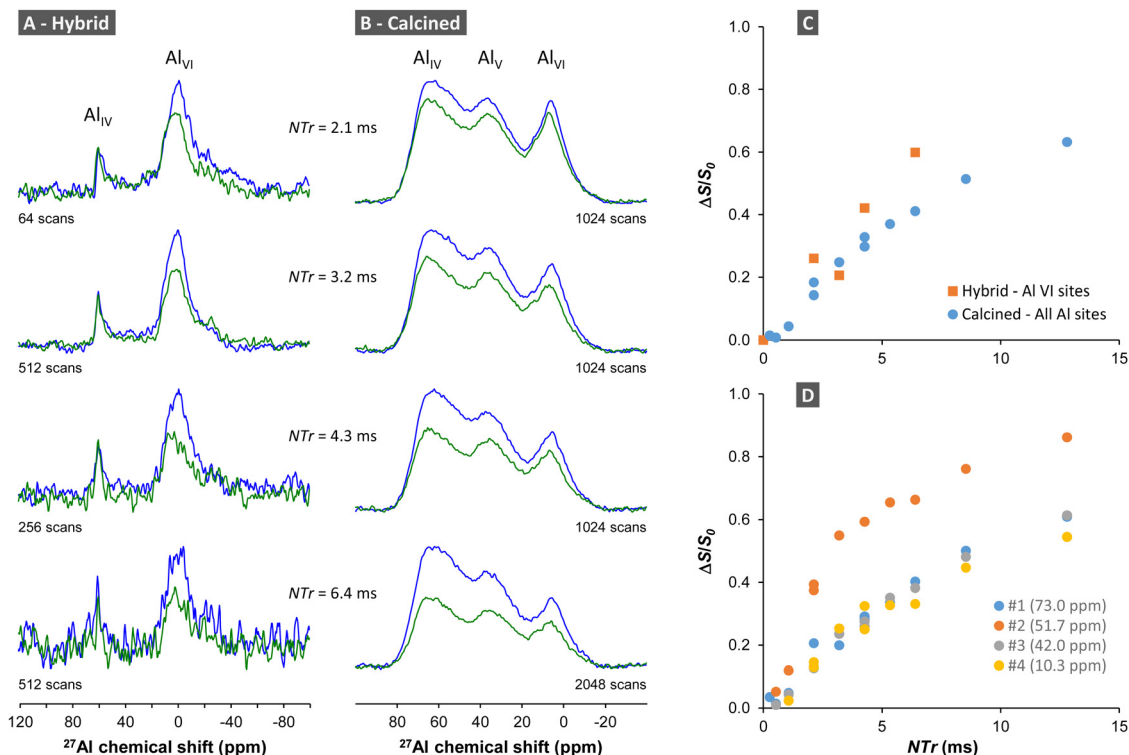 A - Hybrid
Al_VI
Al_IV
64 scans
512 scans
256 scans
512 scans
120 80 40 0 -40 -80
²⁷Al chemical shift (ppm)
NTr = 2.1 ms
NTr = 3.2 ms
NTr = 4.3 ms
NTr = 6.4 ms
B - Calcined
Al_IV Al_V Al_VI
1024 scans
1024 scans
1024 scans
2048 scans
80 60 40 20 0
²⁷Al chemical shift (ppm)
C
1.0
0.8
0.6
0.4
0.2
0.0
ΔS/S₀
Hybrid - Al VI sites
Calcined - All Al sites
0 5 10 15
D
1.0
0.8
0.6
0.4
0.2
0.0
ΔS/S₀
#1 (73.0 ppm)
#2 (51.7 ppm)
#3 (42.0 ppm)
#4 (10.3 ppm)
0 5 10 15
NTr (ms)